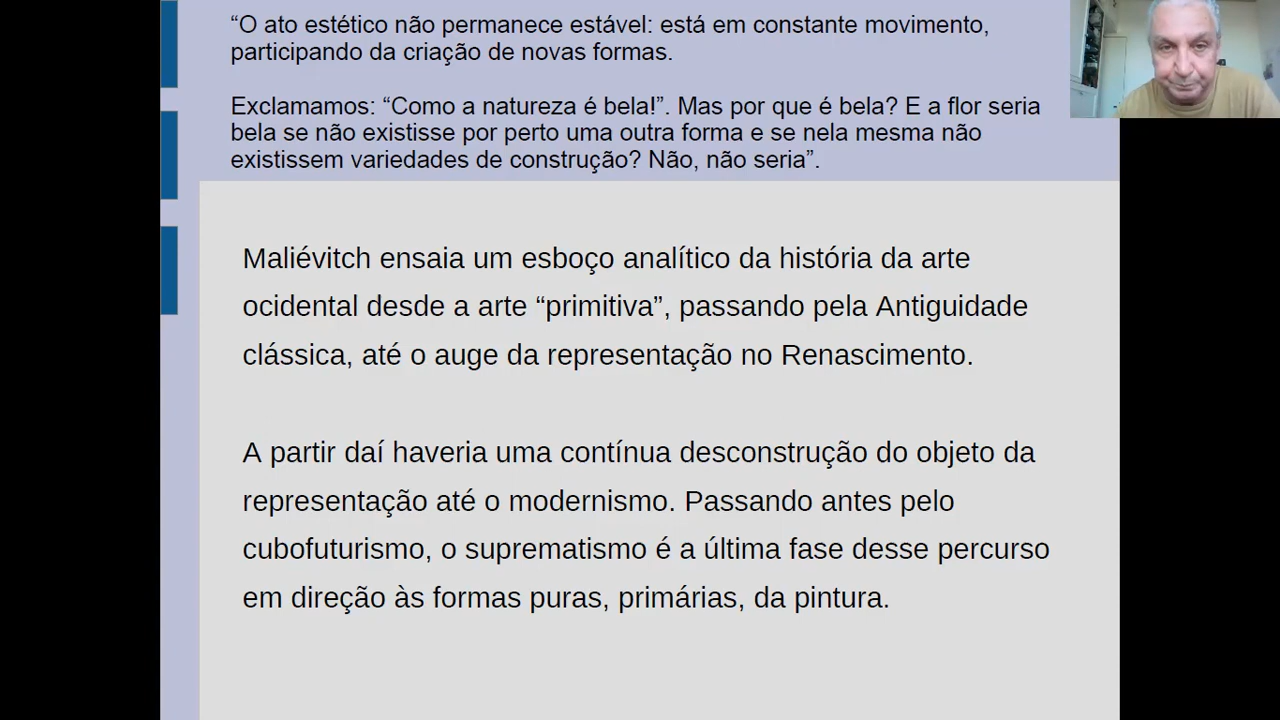 “O ato estético não permanece estável: está em constante movimento,
participando da criação de novas formas.
Exclamamos: “Como a natureza é bela!”. Mas por que é bela? E a flor seria
bela se não existisse por perto uma outra forma e se nela mesma não
existissem variedades de construção? Não, não seria”.
Maliévitch ensaia um esboço analítico da história da arte
ocidental desde a arte “primitiva”, passando pela Antiguidade
clássica, até o auge da representação no Renascimento.
A partir daí haveria uma contínua desconstrução do objeto da
representação até o modernismo. Passando antes pelo
cubofuturismo, o suprematismo é a última fase desse percurso
em direção às formas puras, primárias, da pintura.